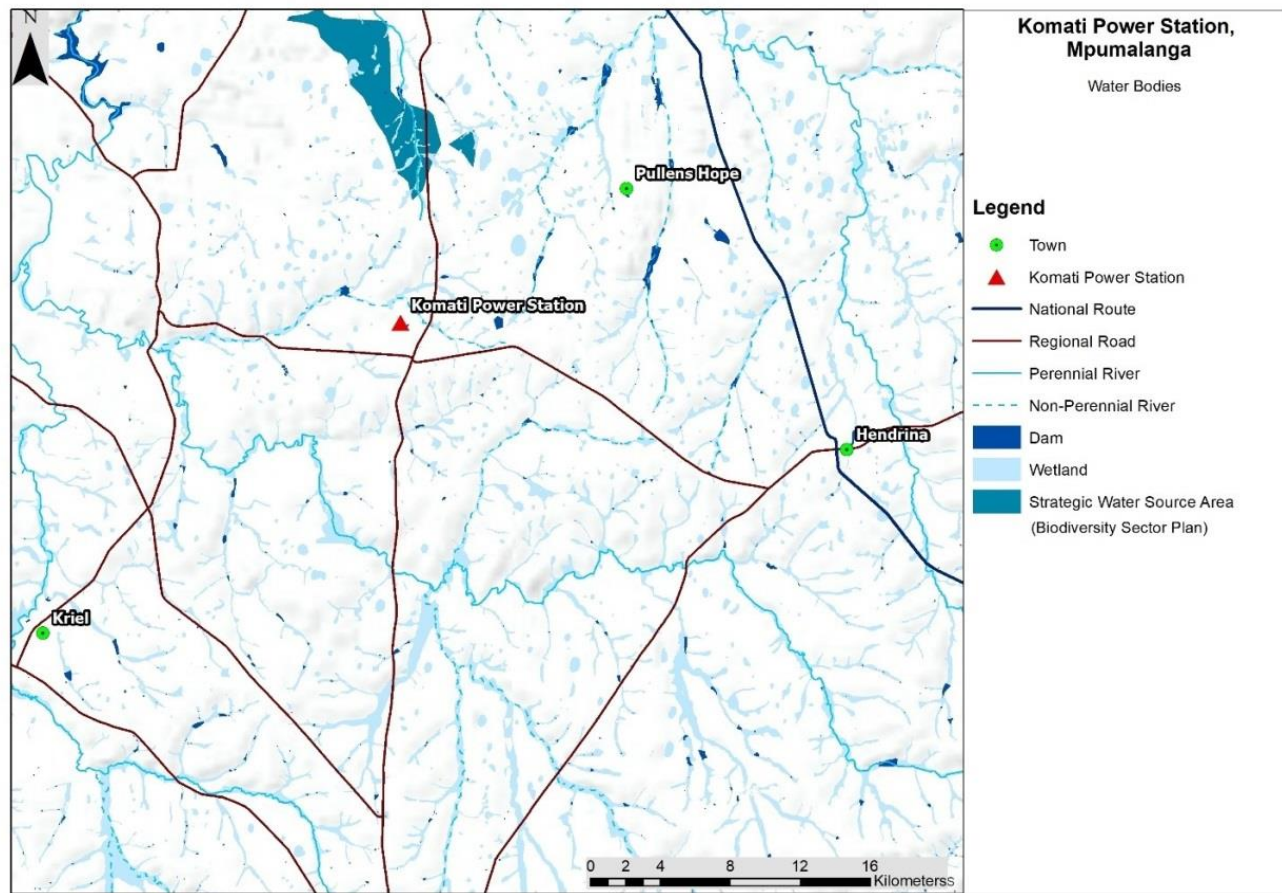 N
Pullens Hope
Komati Power Station
Hendrina
Kriel
0 2 4 8 12 16
Kilometerss
Komati Power Station,
Mpumalanga
Water Bodies
Legend
Town
Komati Power Station
National Route
Regional Road
Perennial River
Non-Perennial River
Dam
Wetland
Strategic Water Source Area
(Biodiversity Sector Plan)